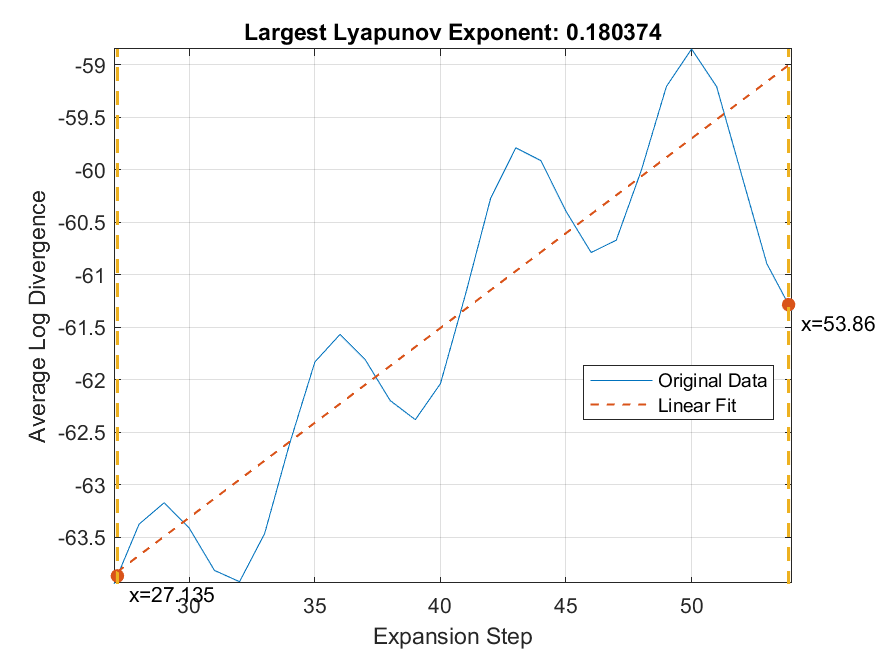 Largest Lyapunov Exponent: 0.180374
Average Log Divergence
-59
-59.5
-60
-60.5
-61
-61.5
-62
-62.5
-63
-63.5
x=53.86
Original Data
Linear Fit
x=27.135
30 35 40 45 50
Expansion Step